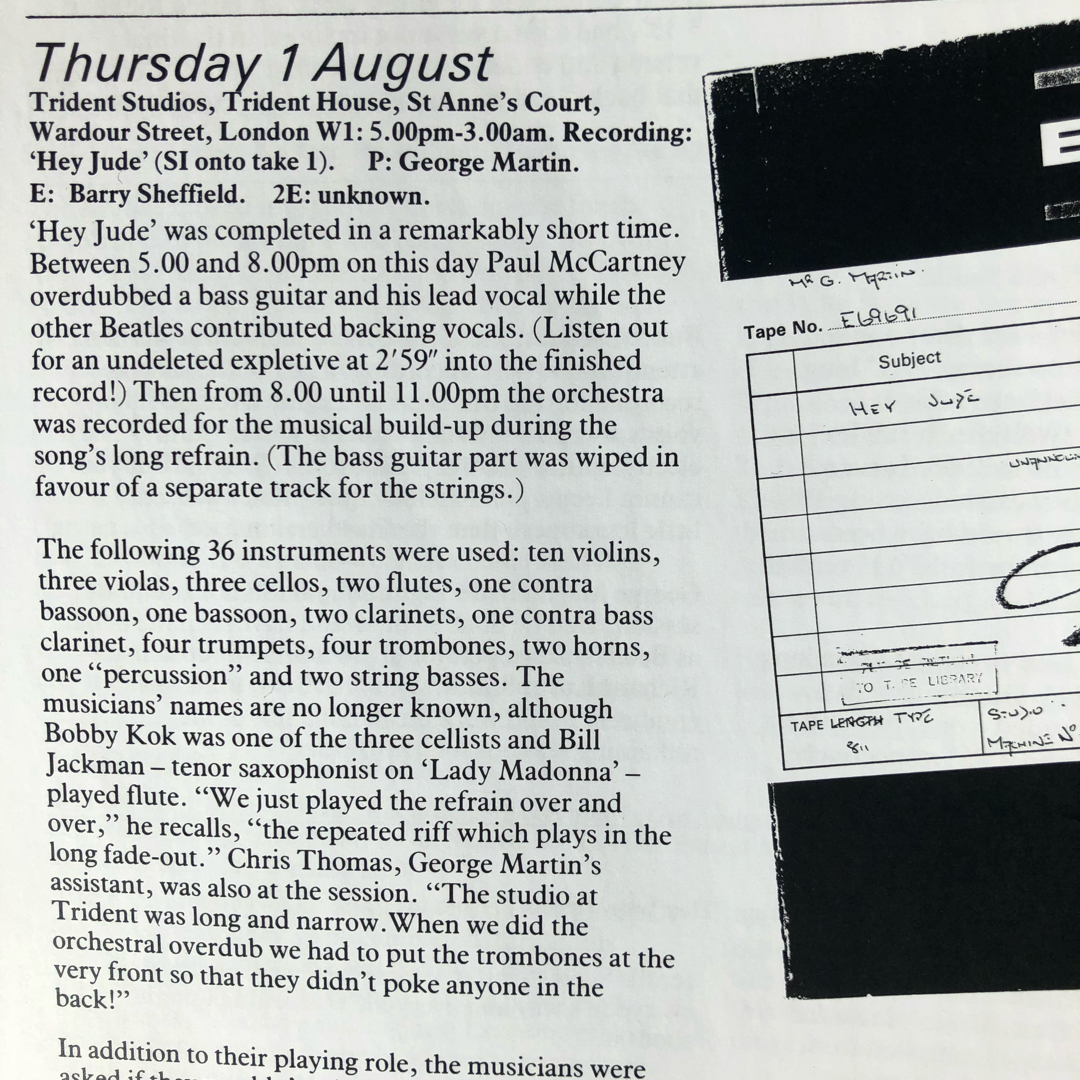 Thursday 1 August
Trident Studios, Trident House, St Anne's Court,
Wardour Street, London W1: 5.00pm-3.00am. Recording:
‘Hey Jude’ (SI onto take 1). P: George Martin.
E: Barry Sheffield. 2E: unknown.
‘Hey Jude’ was completed in a remarkably short time.
Between 5.00 and 8.00pm on this day Paul McCartney
overdubbed a bass guitar and his lead vocal while the
other Beatles contributed backing vocals. (Listen out
for an undeleted expletive at 2′59″ into the finished
record!) Then from 8.00 until 11.00pm the orchestra
was recorded for the musical build-up during the
song's long refrain. (The bass guitar part was wiped in
favour of a separate track for the strings.)
The following 36 instruments were used: ten violins,
three violas, three cellos, two flutes, one contra
bassoon, one bassoon, two clarinets, one contra bass
clarinet, four trumpets, four trombones, two horns,
one “percussion” and two string basses. The
musicians' names are no longer known, although
Bobby Kok was one of the three cellists and Bill
Jackman – tenor saxophonist on ‘Lady Madonna’ –
played flute. “We just played the refrain over and
over,” he recalls, “the repeated riff which plays in the
long fade-out.” Chris Thomas, George Martin's
assistant, was also at the session. “The studio at
Trident was long and narrow. When we did the
orchestral overdub we had to put the trombones at the
very front so that they didn't poke anyone in the
back!”
In addition to their playing role, the musicians were
asked if they
E
MR G. MARTIN.
Tape No. E69691
Subject
HEY JUDE
TO TAPE LIBRARY
TAPE LENGTH TYPE
811
STUDIO
MACHINE No